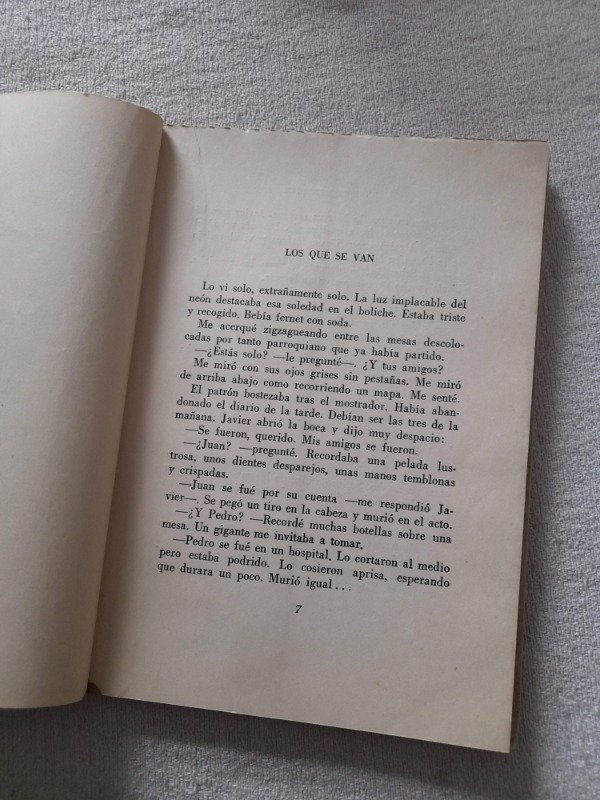 LOS QUE SE VAN
Lo vi solo, extrañamente solo. La luz implacable del
neón destacaba esa soledad en el boliche. Estaba triste
y recogido. Bebía fernet con soda.
Me acerqué zigzagueando entre las mesas descolo-
cadas por tanto parroquiano que ya había partido.
—¿Estás solo? —le pregunté—. ¿Y tus amigos?
Me miró con sus ojos grises sin pestañas. Me miró
de arriba abajo como recorriendo un mapa. Me senté.
El patrón bostezaba tras el mostrador. Había aban-
donado el diario de la tarde. Debían ser las tres de la
mañana. Javier abrió la boca y dijo muy despacio:
—Se fueron, querido. Mis amigos se fueron.
—¿Juan? —pregunté. Recordaba una pelada lus-
trosa, unos dientes desparejos, unas manos temblonas
y crispadas.
—Juan se fue por su cuenta —me respondió Ja-
vier—. Se pegó un tiro en la cabeza y murió en el acto.
—¿Y Pedro? —Recordé muchas botellas sobre una
mesa. Un gigante me invitaba a tomar.
—Pedro se fue en un hospital. Lo cortaron al medio
pero estaba podrido. Lo cosieron aprisa, esperando
que durara un poco. Murió igual...
7